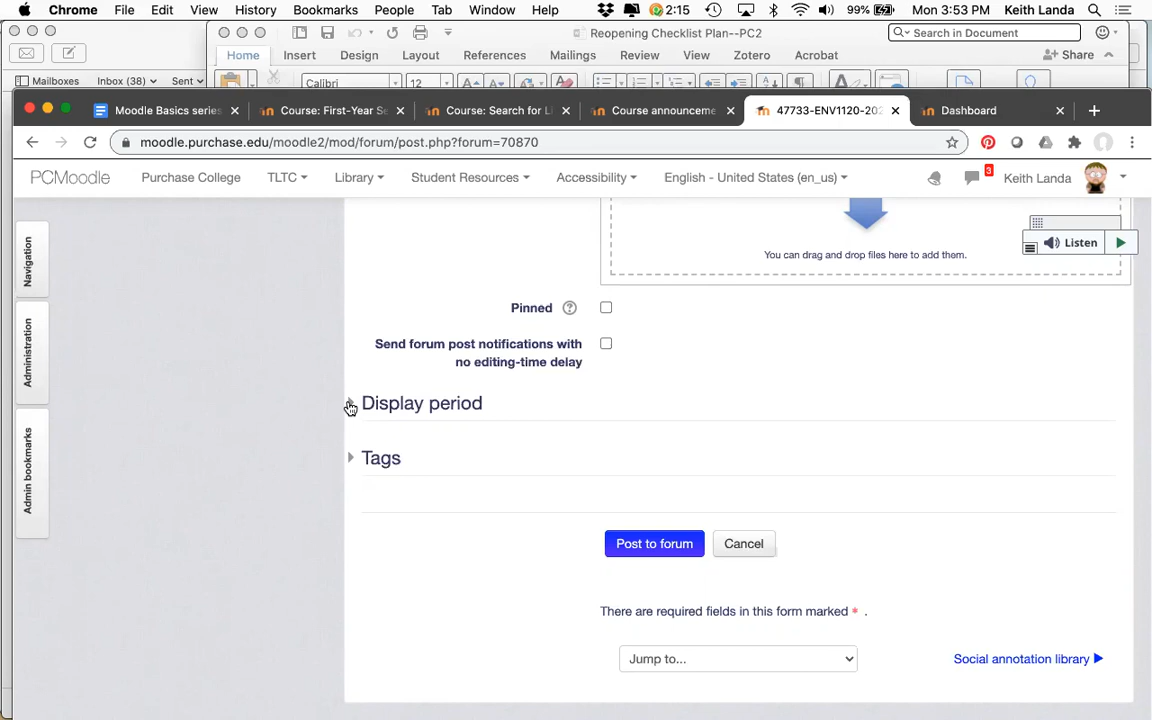 Chrome File Edit View History Bookmarks People Tab Window Help 2:15 99% Mon 3:53 PM Keith Landa
Reopening Checklist Plan--PC2 Search in Document
Home Insert Draw Design Layout References Mailings Review View Zotero Acrobat Share
Mailboxes Inbox (38) Sent Calibri 12
Moodle Basics series Course: First-Year Se Course: Search for Li Course announceme 47733-ENV1120-202 Dashboard
moodle.purchase.edu/moodle2/mod/forum/post.php?forum=70870
PCMoodle Purchase College TLTC Library Student Resources Accessibility English - United States (en_us) 3 Keith Landa
Navigation
Administration
Admin bookmarks
Listen
You can drag and drop files here to add them.
Pinned
Send forum post notifications with
no editing-time delay
Display period
Tags
Post to forum Cancel
There are required fields in this form marked * .
Jump to... Social annotation library